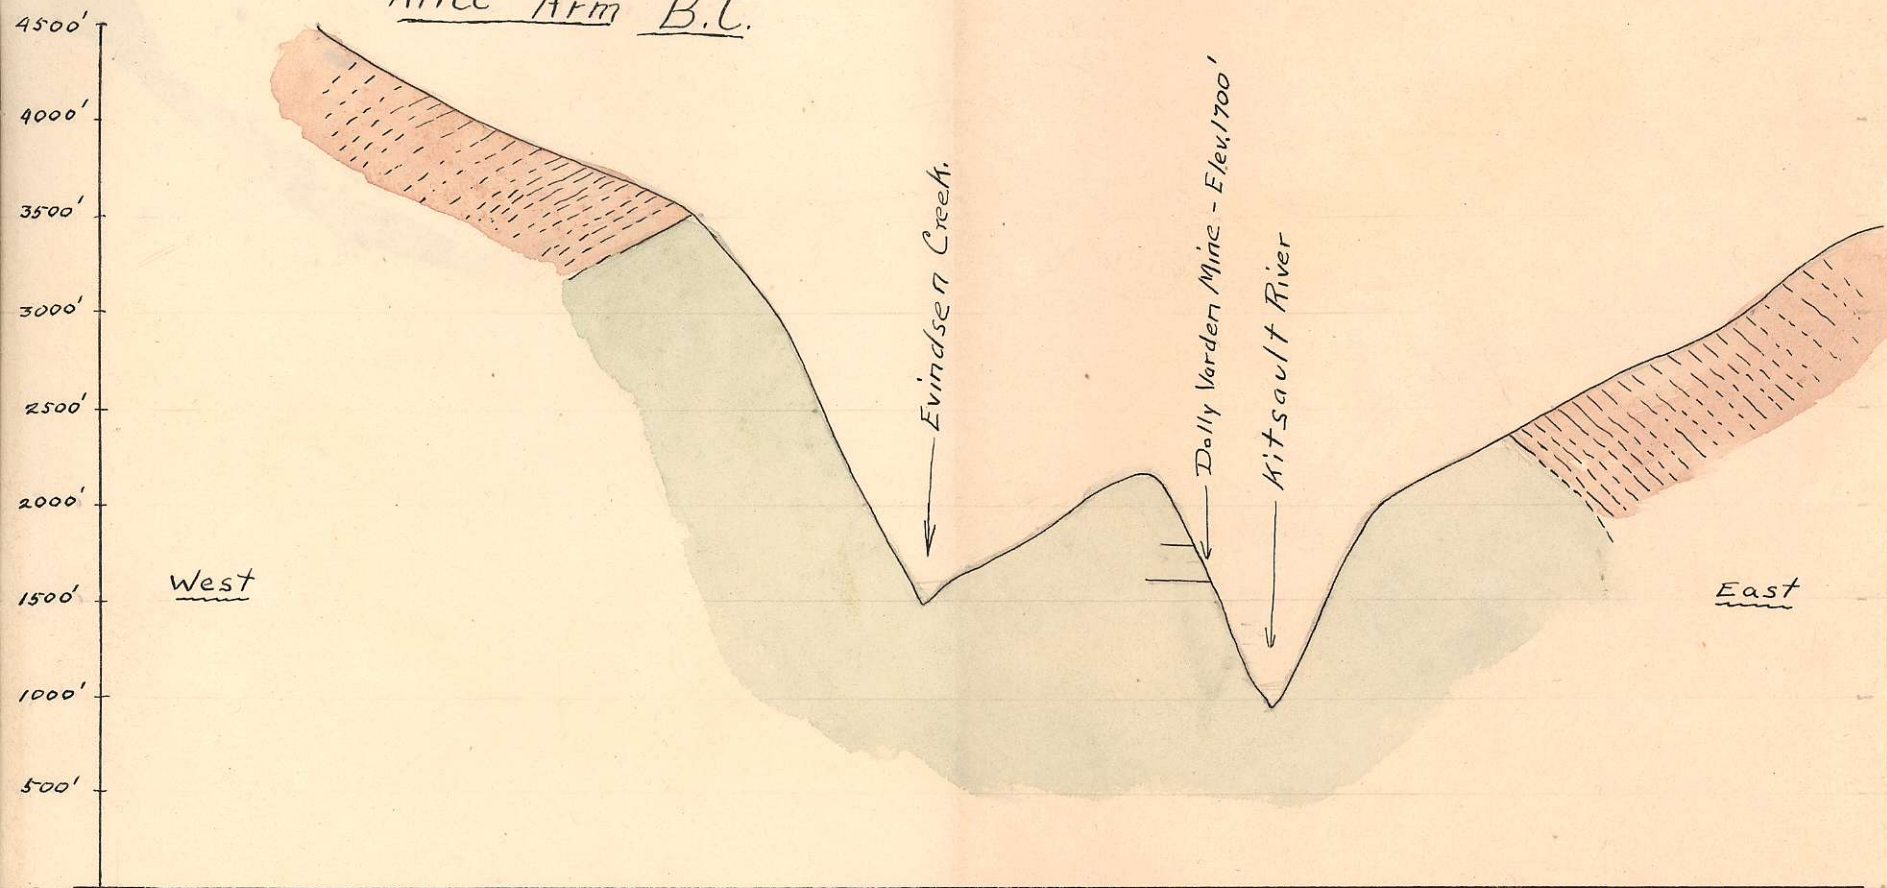 Alice Arm B.C.
4500'
4000'
3500'
3000'
2500'
2000'
1500'
1000'
500'
West
Evindsen Creek.
Dolly Varden Mine - Elev. 1700'
Kitsault River
East